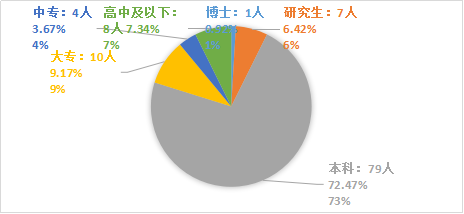 中专：4人
3.67%
4%
高中及以下：
8人 7.34%
7%
博士：1人
研究生：7人
6.42%
6%
大专：10人
9.17%
9%
本科：79人
72.47%
73%